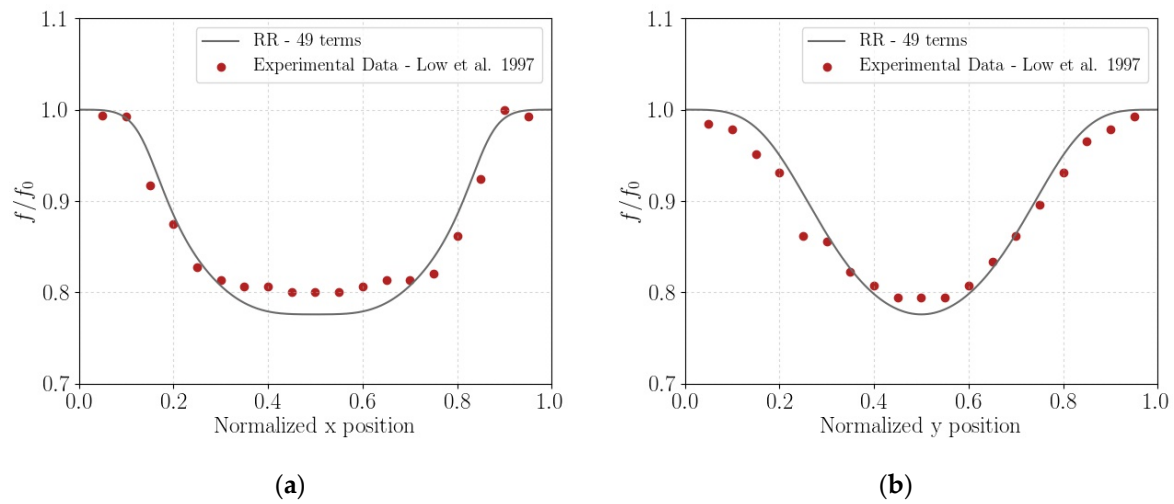 1.1
1.0
0.9
0.8
0.7
f/f0
RR - 49 terms
Experimental Data - Low et al. 1997
0.0 0.2 0.4 0.6 0.8 1.0
Normalized x position
(a)
1.1
1.0
0.9
0.8
0.7
f/f0
RR - 49 terms
Experimental Data - Low et al. 1997
0.0 0.2 0.4 0.6 0.8 1.0
Normalized y position
(b)